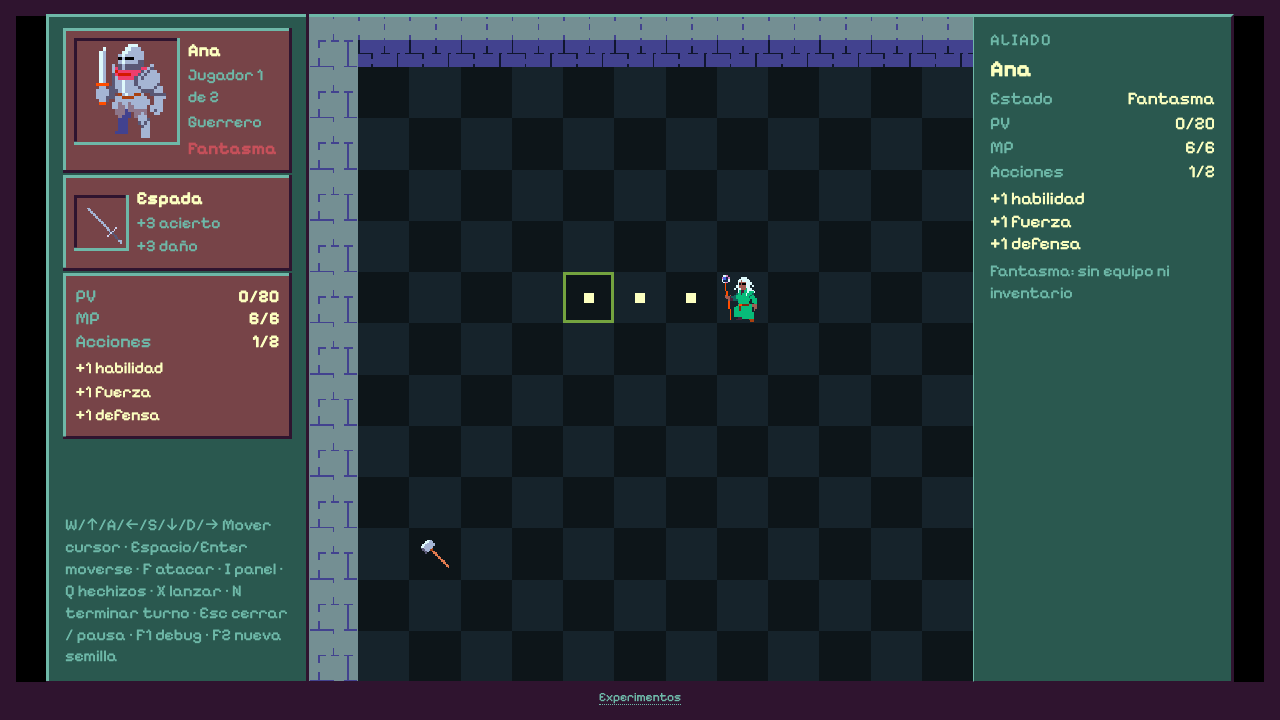 Ana
Jugador 1
de 2
Guerrero
Fantasma
Espada
+3 acierto
+3 daño
PV 0/20
MP 6/6
Acciones 1/2
+1 habilidad
+1 fuerza
+1 defensa
W/↑/A/←/S/↓/D/→ Mover
cursor · Espacio/Enter
moverse · F atacar · I panel ·
Q hechizos · X lanzar · N
terminar turno · Esc cerrar
/ pausa · F1 debug · F2 nueva
semilla
ALIADO
Ana
Estado Fantasma
PV 0/20
MP 6/6
Acciones 1/2
+1 habilidad
+1 fuerza
+1 defensa
Fantasma: sin equipo ni
inventario
Experimentos